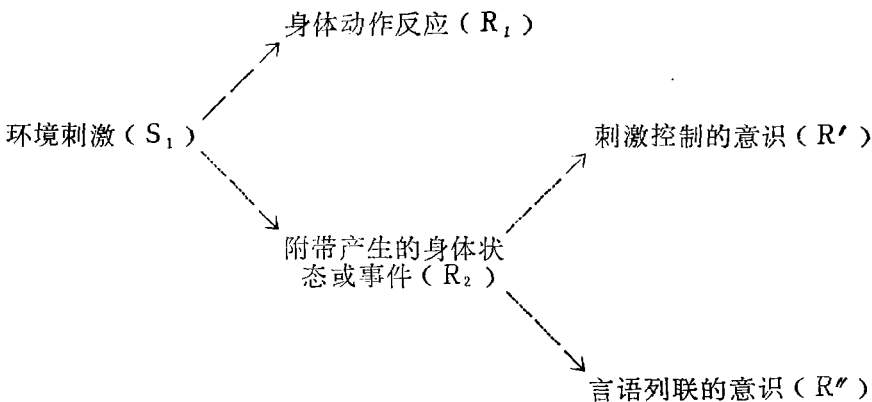 身体动作反应（R₁）
环境刺激（S₁）
刺激控制的意识（R′）
附带产生的身体状
态或事件（R₂）
言语列联的意识（R″）